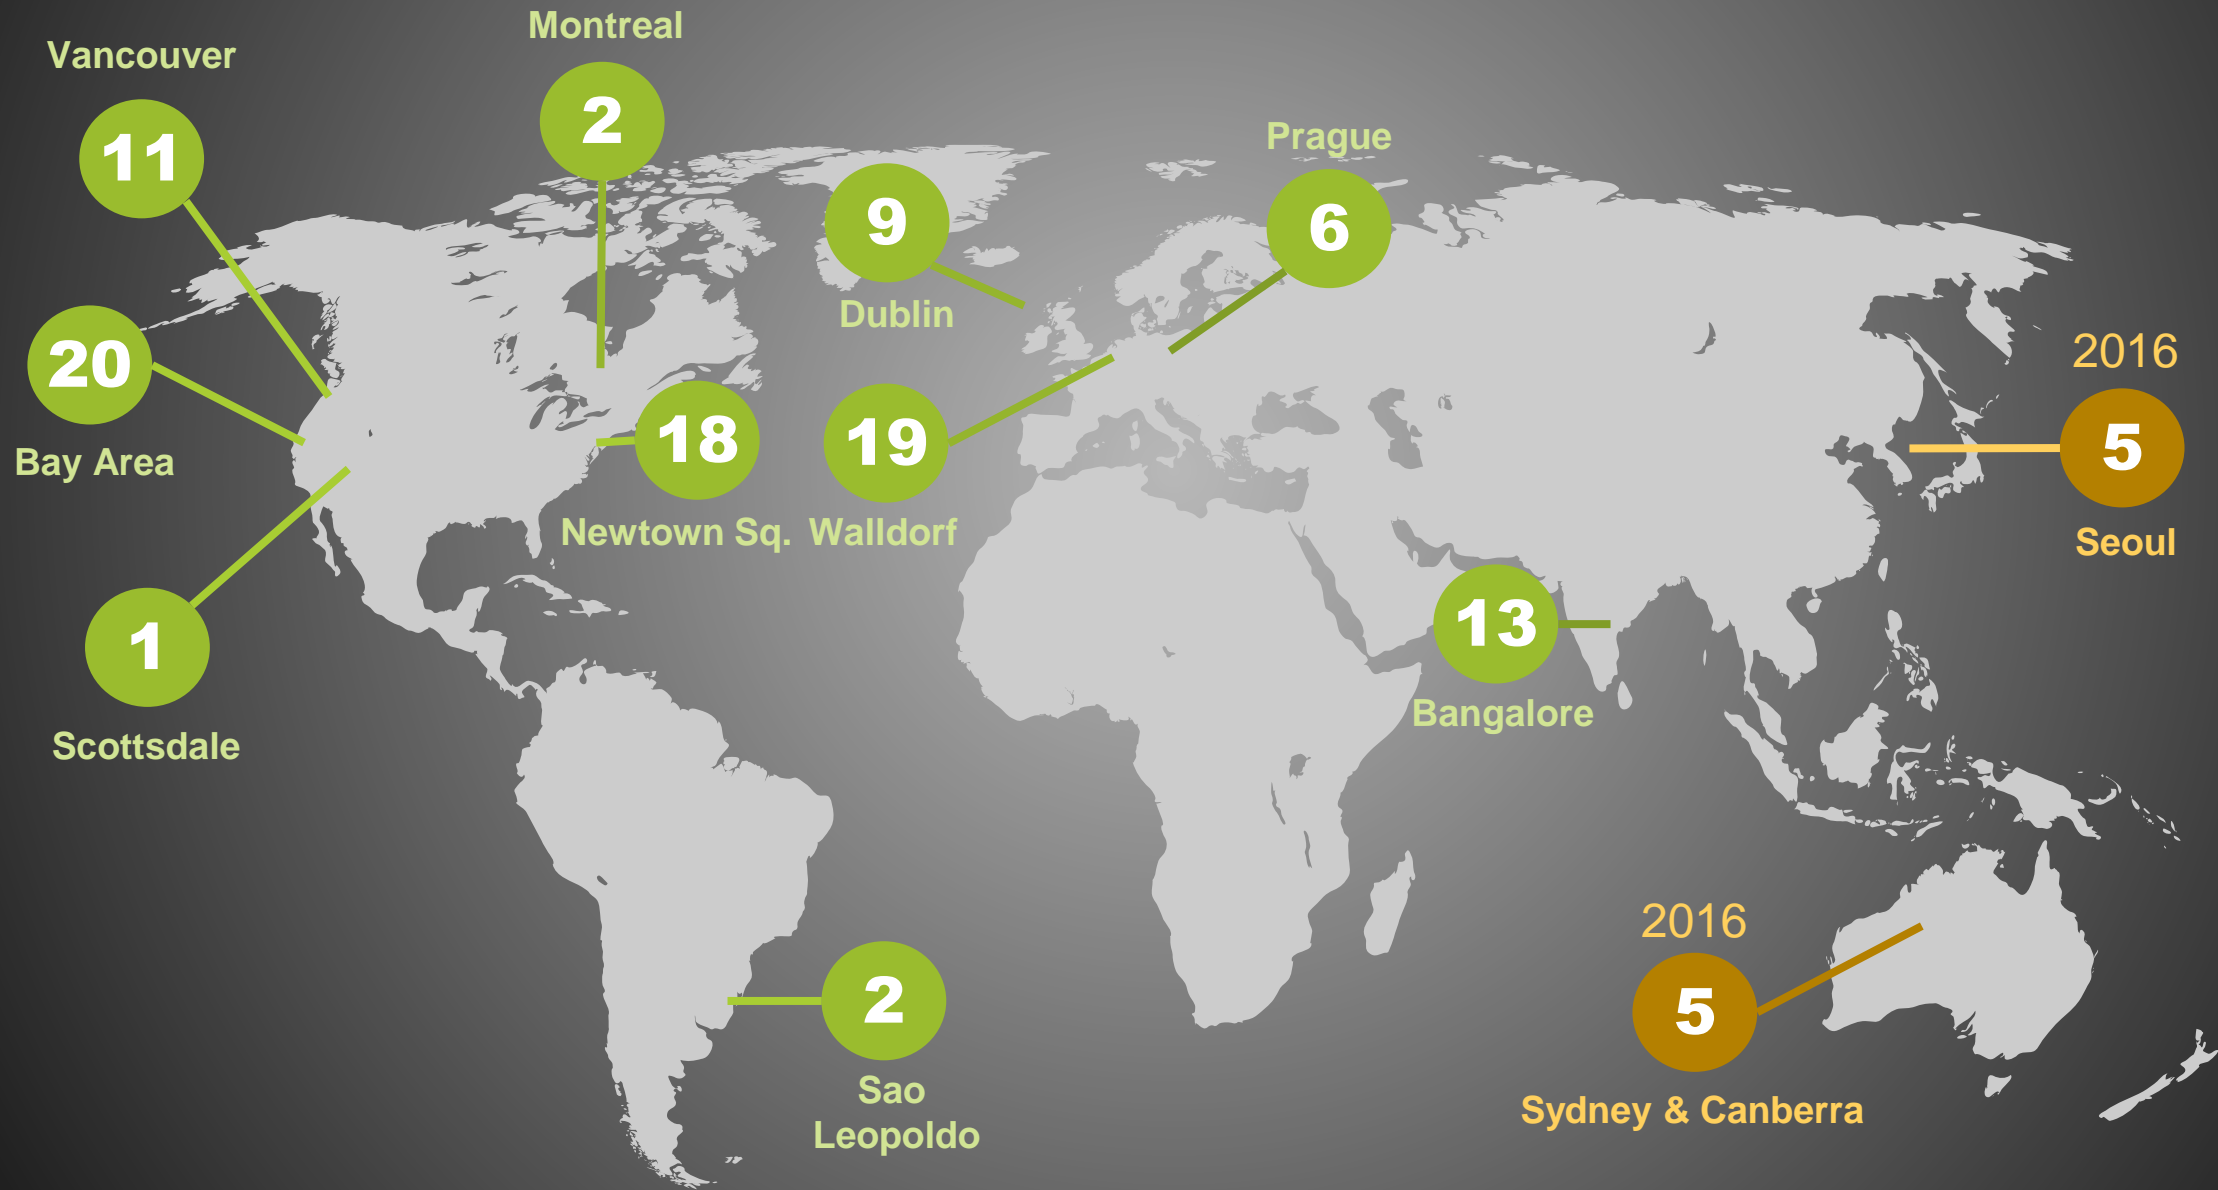 Montreal
2
Vancouver
11
Prague
6
9
Dublin
20
Bay Area
18
Newtown Sq.
19
Walldorf
2016
5
Seoul
1
Scottsdale
13
Bangalore
2
Sao
Leopoldo
2016
5
Sydney & Canberra